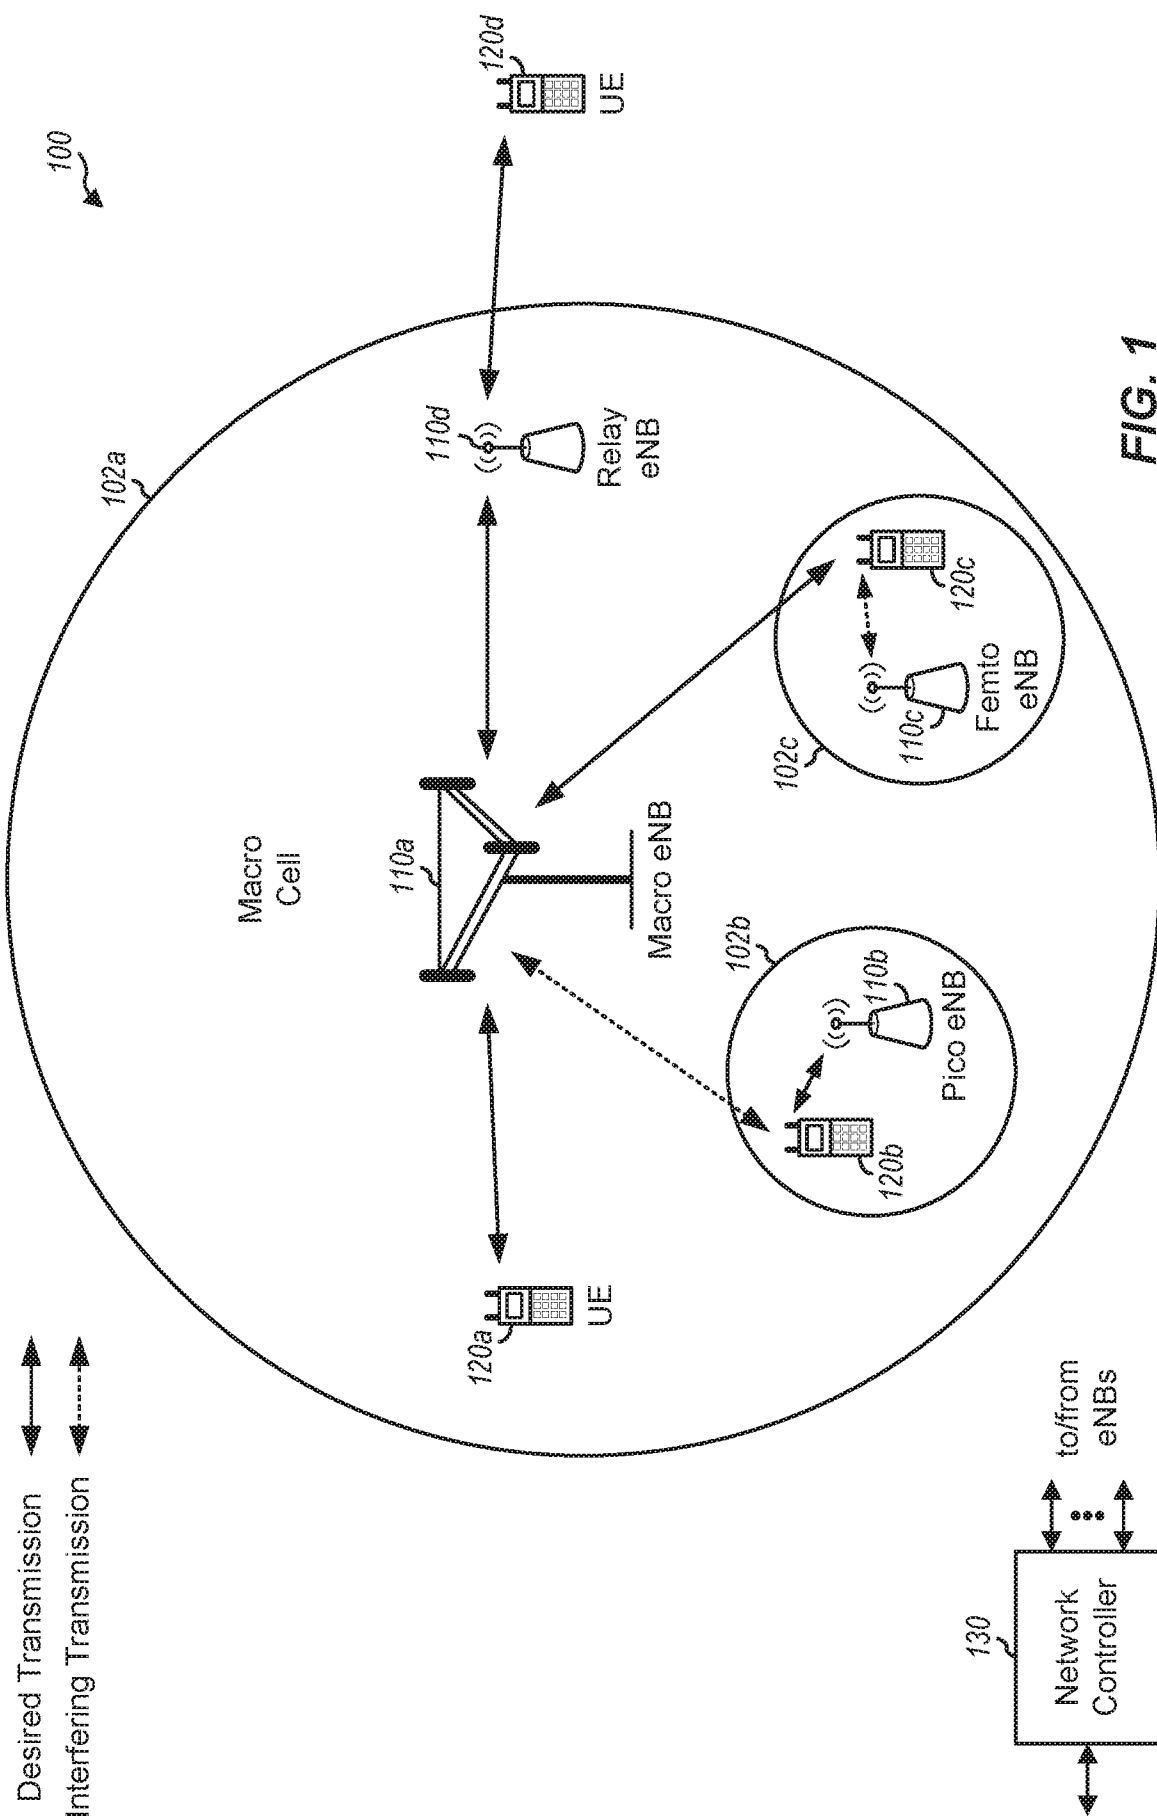 Desired Transmission
Interfering Transmission
100
102a
Macro
Cell
110a
Macro eNB
120a
UE
110d
Relay
eNB
120d
UE
102b
110b
Pico eNB
120b
102c
110c
Femto
eNB
120c
130
Network
Controller
to/from
eNBs
FIG. 1